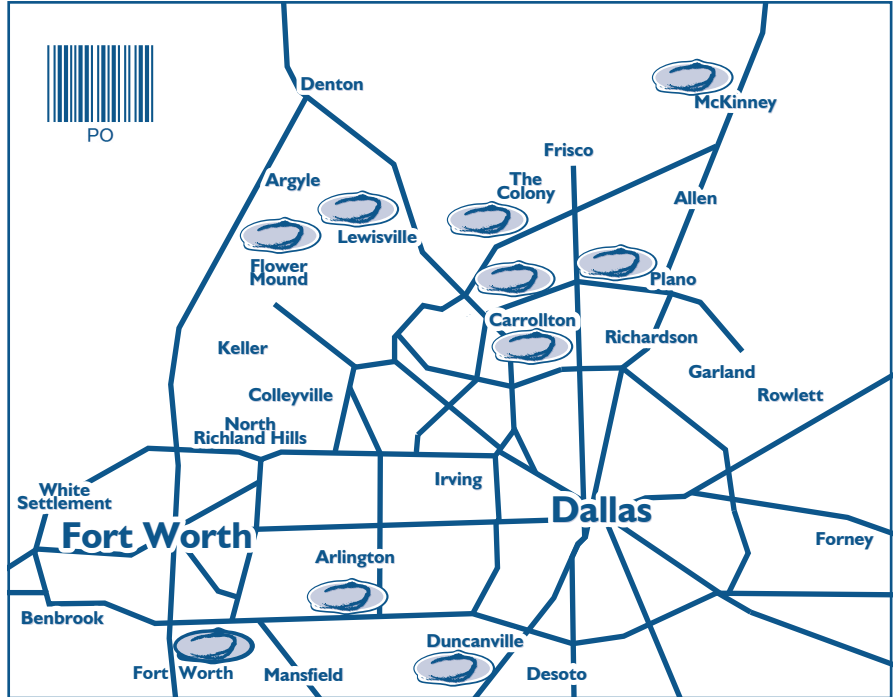 Denton
McKinney
PO
Frisco
Argyle
The
Colony
Allen
Lewisville
Flower
Mound
Plano
Carrollton
Richardson
Keller
Garland
Colleyville
Rowlett
North
Richland Hills
Irving
White
Settlement
Dallas
Fort Worth
Forney
Arlington
Benbrook
Duncanville
Fort Worth
Mansfield
Desoto